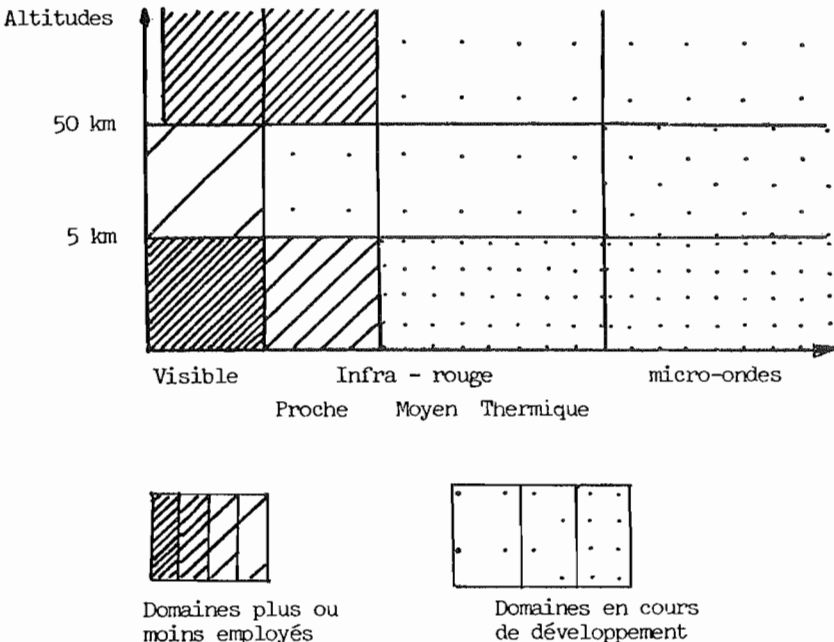 Altitudes
50 km
5 km
Visible Infra - rouge micro-ondes
Proche Moyen Thermique
Domaines plus ou
moins employés
Domaines en cours
de développement